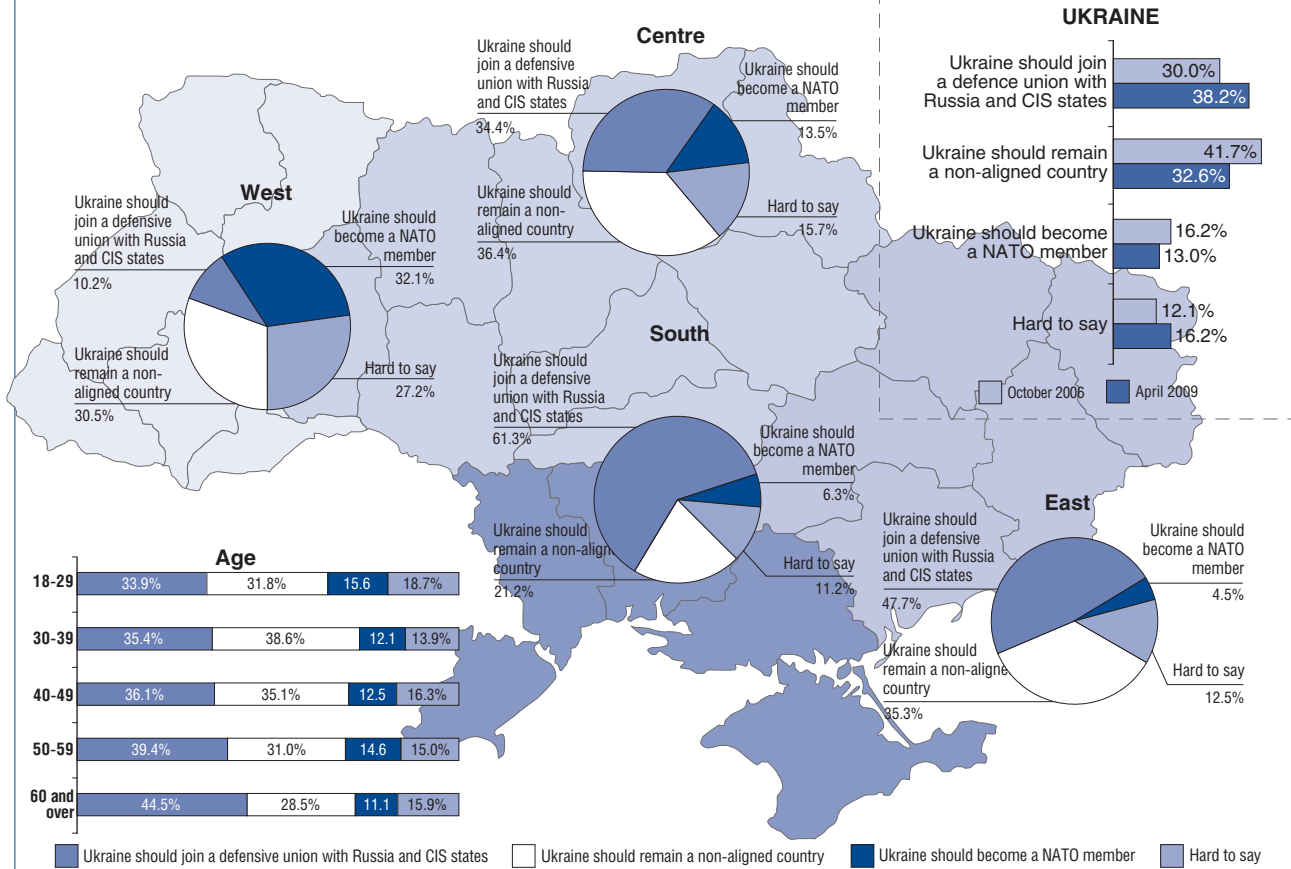 Centre
Ukraine should
join a defensive
union with Russia
and CIS states
34.4%
Ukraine should
become a NATO
member
13.5%
Ukraine should
remain a non-
aligned country
36.4%
Hard to say
15.7%
UKRAINE
Ukraine should join
a defence union with
Russia and CIS states
30.0%
38.2%
Ukraine should remain
a non-aligned country
41.7%
32.6%
Ukraine should become
a NATO member
16.2%
13.0%
Hard to say
12.1%
16.2%
October 2006
April 2009
West
Ukraine should
join a defensive
union with Russia
and CIS states
10.2%
Ukraine should
become a NATO
member
32.1%
Ukraine should
remain a non-
aligned country
30.5%
Hard to say
27.2%
South
Ukraine should
join a defensive
union with Russia
and CIS states
61.3%
Ukraine should
become a NATO
member
6.3%
Ukraine should
remain a non-align
country
21.2%
Hard to say
11.2%
East
Ukraine should
join a defensive
union with Russia
and CIS states
47.7%
Ukraine should
become a NATO
member
4.5%
Ukraine should
remain a non-aligne
country
35.3%
Hard to say
12.5%
Age
18-29 33.9% 31.8% 15.6 18.7%
30-39 35.4% 38.6% 12.1 13.9%
40-49 36.1% 35.1% 12.5 16.3%
50-59 39.4% 31.0% 14.6 15.0%
60 and
over
44.5% 28.5% 11.1 15.9%
Ukraine should join a defensive union with Russia and CIS states
Ukraine should remain a non-aligned country
Ukraine should become a NATO member
Hard to say